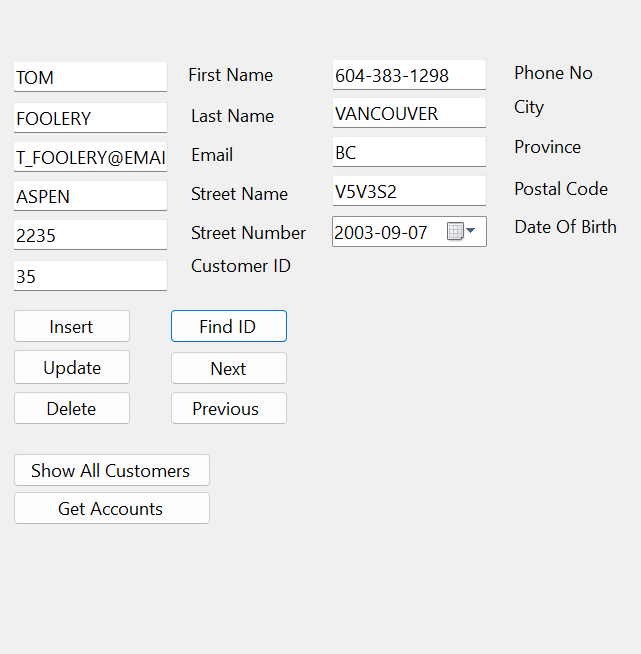 TOM First Name 604-383-1298 Phone No
FOOLERY Last Name VANCOUVER City
T_FOOLERY@EMAI Email BC Province
ASPEN Street Name V5V3S2 Postal Code
2235 Street Number 2003-09-07 Date Of Birth
35 Customer ID
Insert Find ID
Update Next
Delete Previous
Show All Customers
Get Accounts